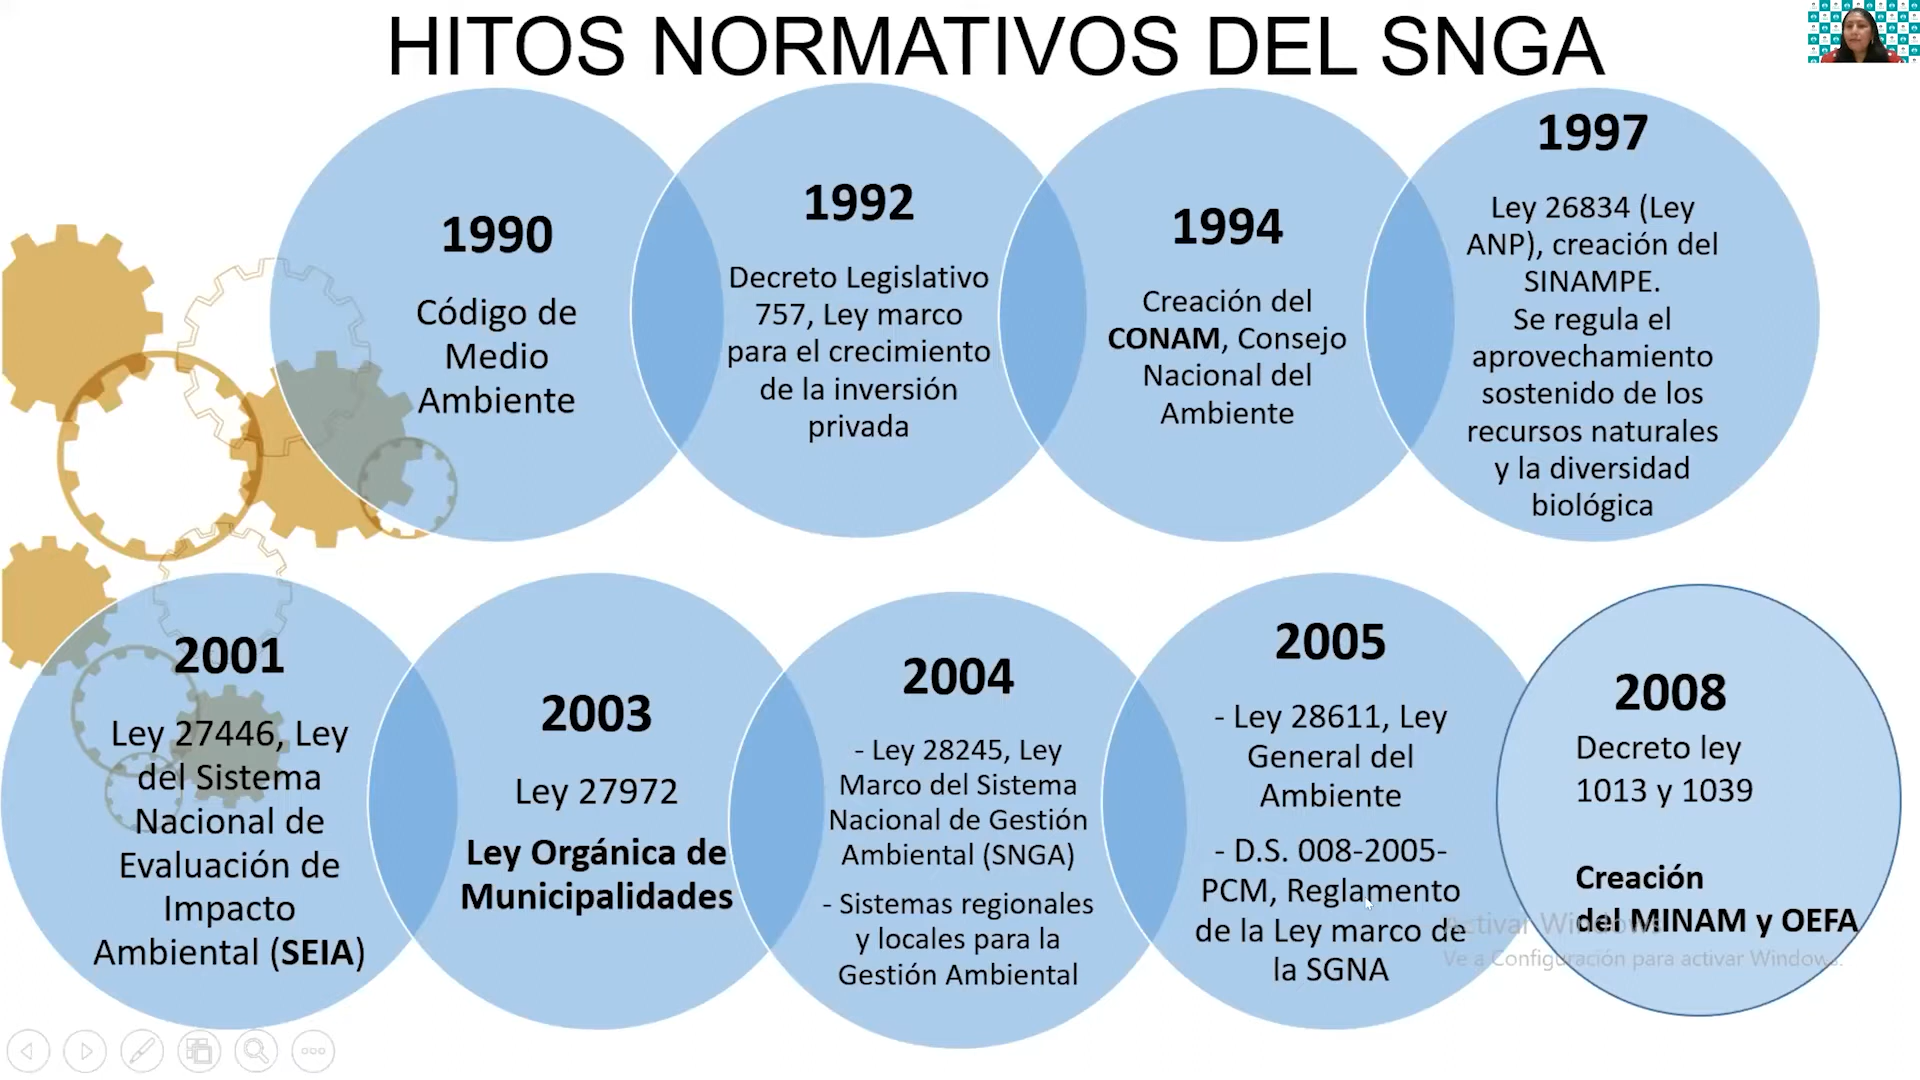 HITOS NORMATIVOS DEL SNGA
1990
Código de
Medio
Ambiente
1992
Decreto Legislativo
757, Ley marco
para el crecimiento
de la inversión
privada
1994
Creación del
CONAM, Consejo
Nacional del
Ambiente
1997
Ley 26834 (Ley
ANP), creación del
SINAMPE.
Se regula el
aprovechamiento
sostenido de los
recursos naturales
y la diversidad
biológica
2001
Ley 27446, Ley
del Sistema
Nacional de
Evaluación de
Impacto
Ambiental (SEIA)
2003
Ley 27972
Ley Orgánica de
Municipalidades
2004
- Ley 28245, Ley
Marco del Sistema
Nacional de Gestión
Ambiental (SNGA)
- Sistemas regionales
y locales para la
Gestión Ambiental
2005
- Ley 28611, Ley
General del
Ambiente
- D.S. 008-2005-
PCM, Reglamento
de la Ley marco de
la SGNA
2008
Decreto ley
1013 y 1039
Creación
del MINAM y OEFA
Activar Windows
Ve a Configuración para activar Windows.